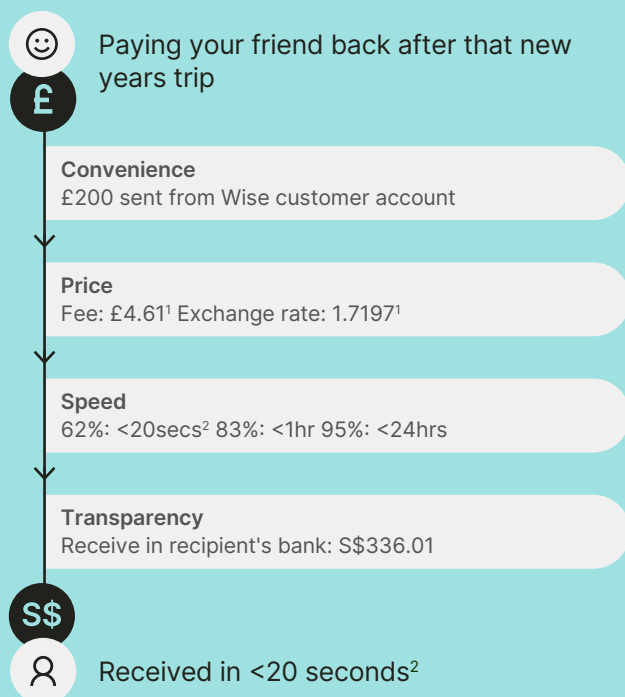 Paying your friend back after that new
years trip
£
Convenience
£200 sent from Wise customer account
Price
Fee: £4.61¹ Exchange rate: 1.7197¹
Speed
62%: <20secs² 83%: <1hr 95%: <24hrs
Transparency
Receive in recipient's bank: S$336.01
S$
Received in <20 seconds²